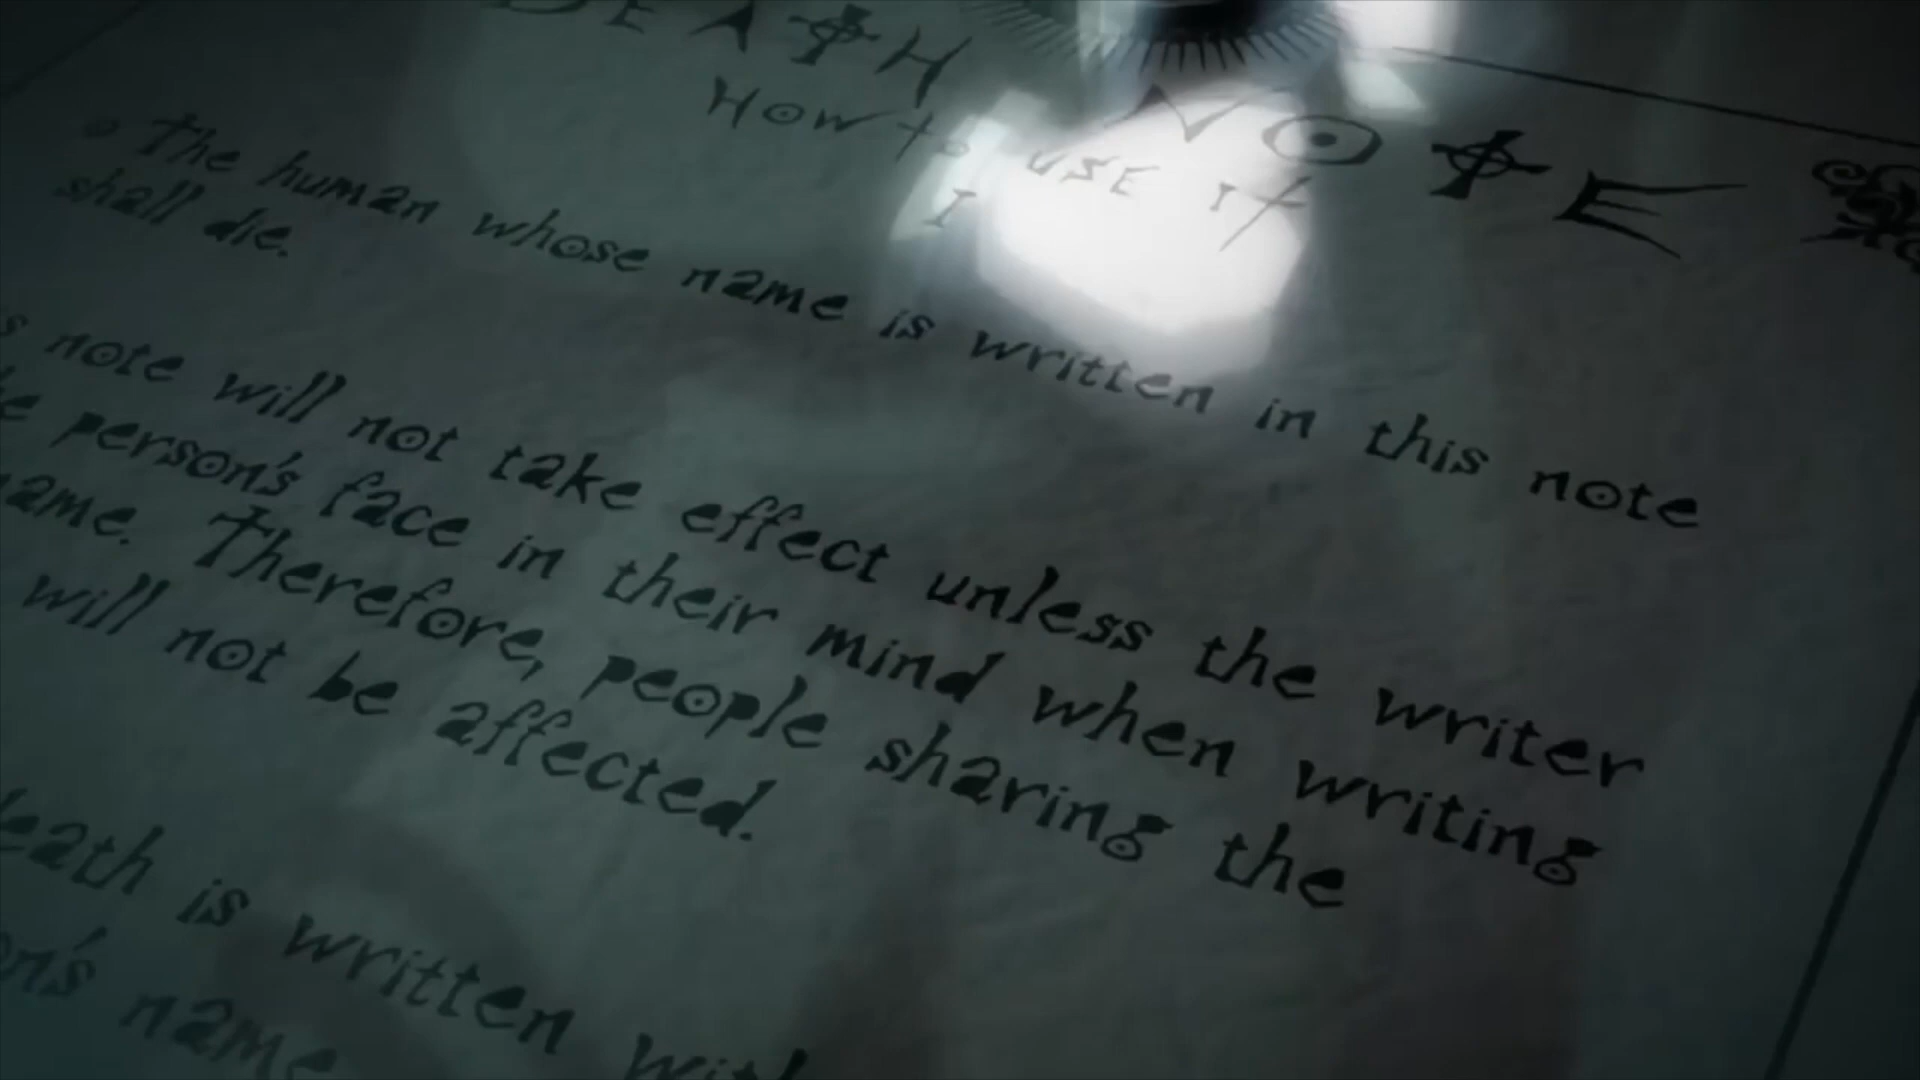 DEATH NOTE
How to use it
I
The human whose name is written in this note
shall die.
note will not take effect unless the writer
person's face in their mind when writing
Therefore, people sharing the
will not be affected.
is written
name